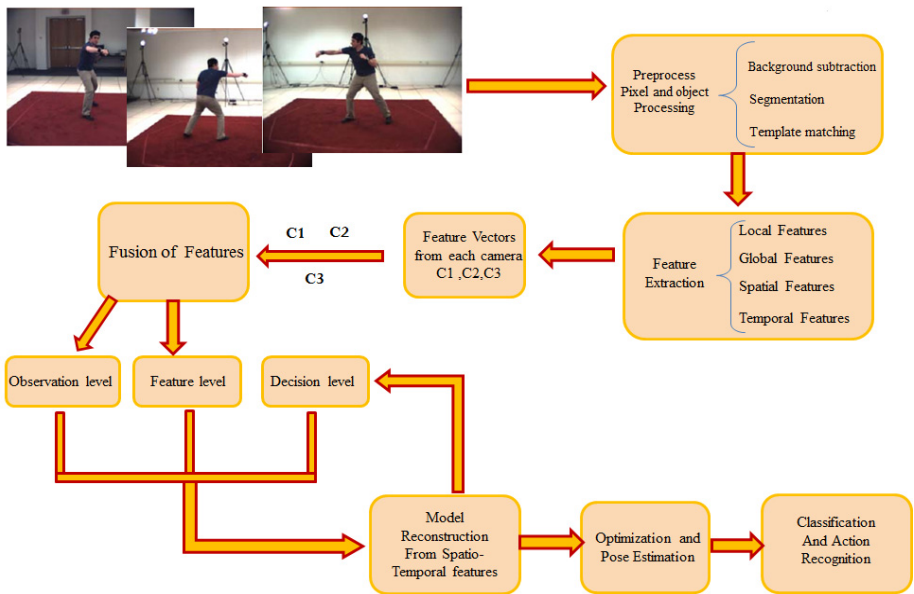 Preprocess
Pixel and object
Processing
Background subtraction
Segmentation
Template matching
Feature
Extraction
Local Features
Global Features
Spatial Features
Temporal Features
Feature Vectors
from each camera
C1 ,C2,C3
C1 C2
C3
Fusion of Features
Observation level
Feature level
Decision level
Model
Reconstruction
From Spatio-
Temporal features
Optimization and
Pose Estimation
Classification
And Action
Recognition